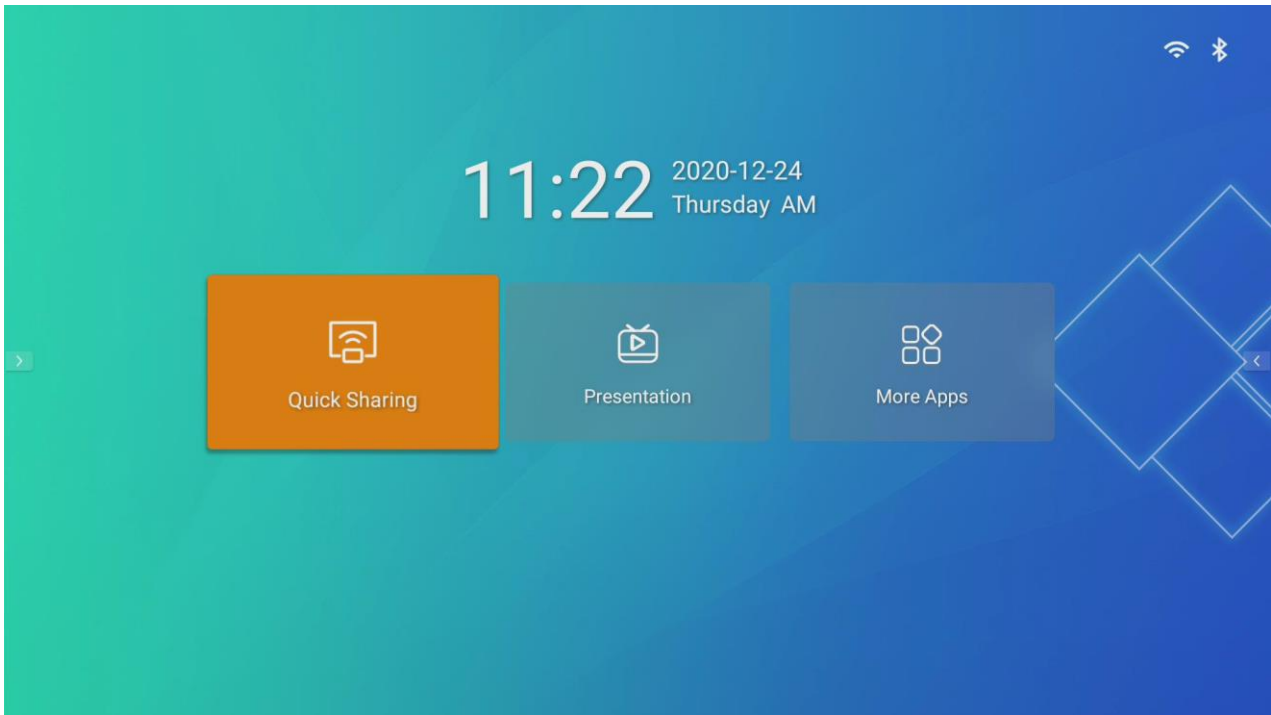 11:22
2020-12-24
Thursday AM
Quick Sharing
Presentation
More Apps